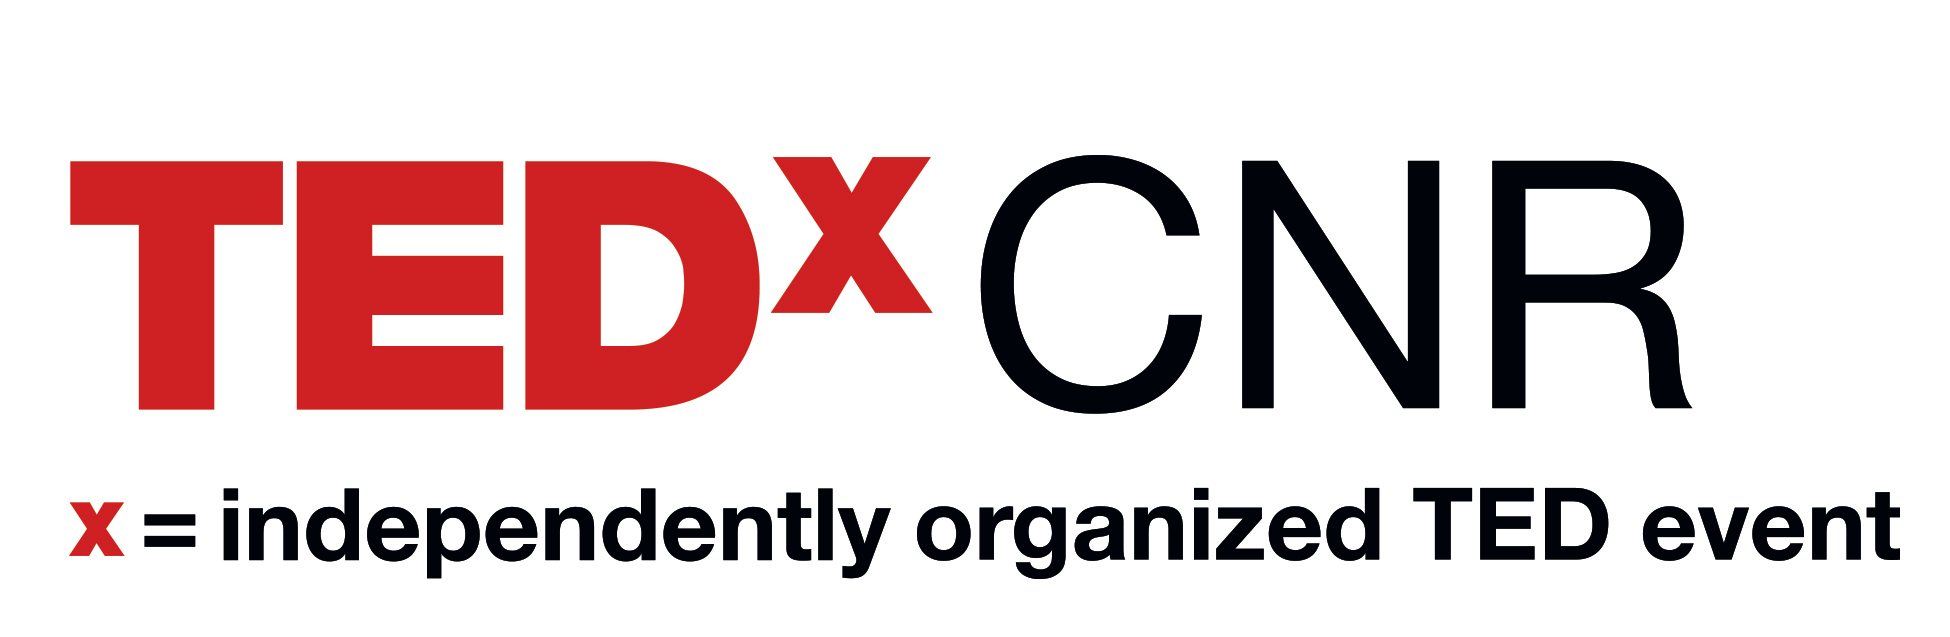 TEDxCNR
x = independently organized TED event